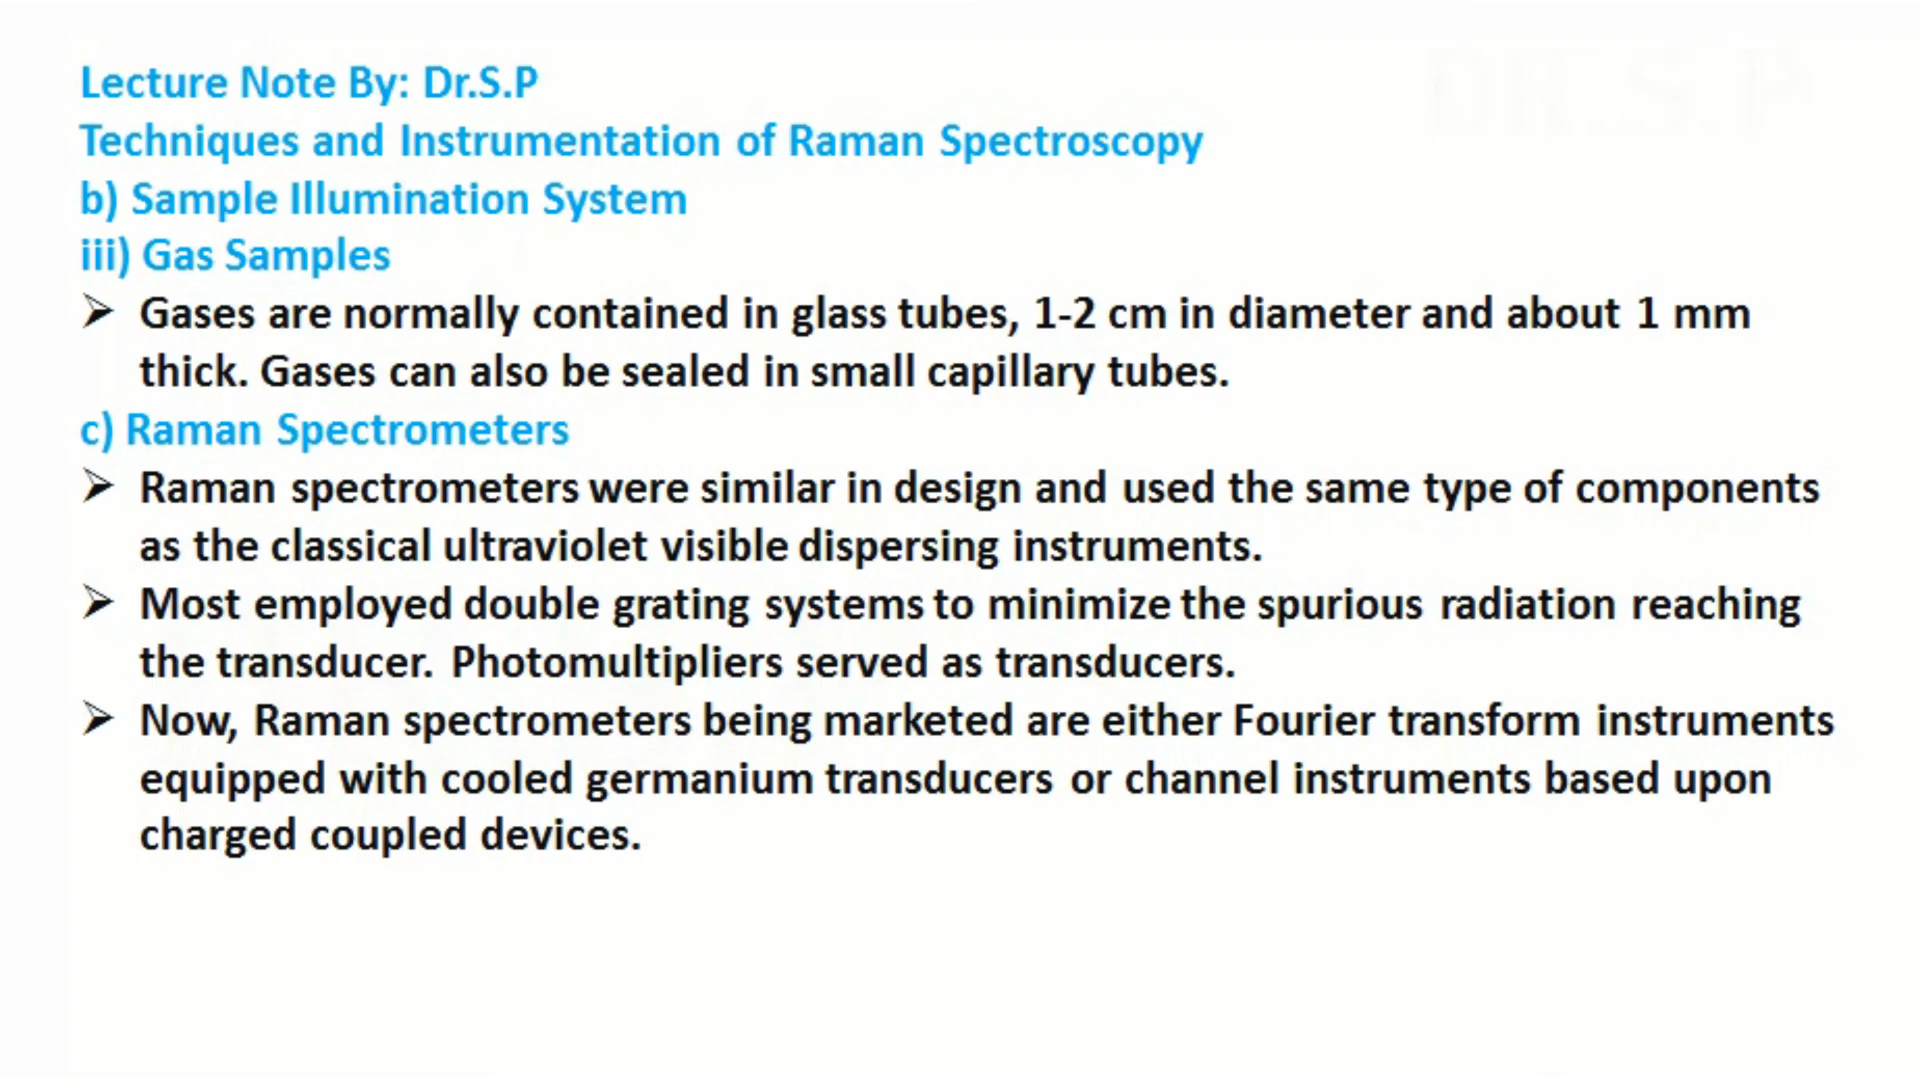 Lecture Note By: Dr.S.P
DR.S.P
Techniques and Instrumentation of Raman Spectroscopy
b) Sample Illumination System
iii) Gas Samples
➢ Gases are normally contained in glass tubes, 1-2 cm in diameter and about 1 mm
thick. Gases can also be sealed in small capillary tubes.
c) Raman Spectrometers
➢ Raman spectrometers were similar in design and used the same type of components
as the classical ultraviolet visible dispersing instruments.
➢ Most employed double grating systems to minimize the spurious radiation reaching
the transducer. Photomultipliers served as transducers.
➢ Now, Raman spectrometers being marketed are either Fourier transform instruments
equipped with cooled germanium transducers or channel instruments based upon
charged coupled devices.